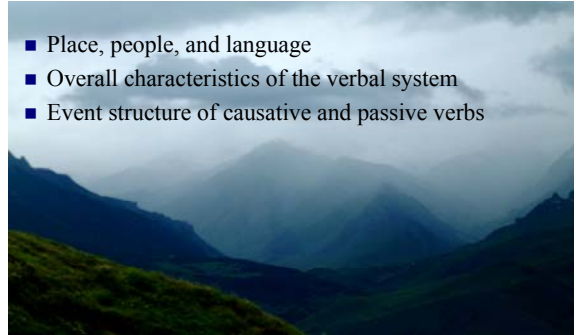 ■ Place, people, and language
■ Overall characteristics of the verbal system
■ Event structure of causative and passive verbs